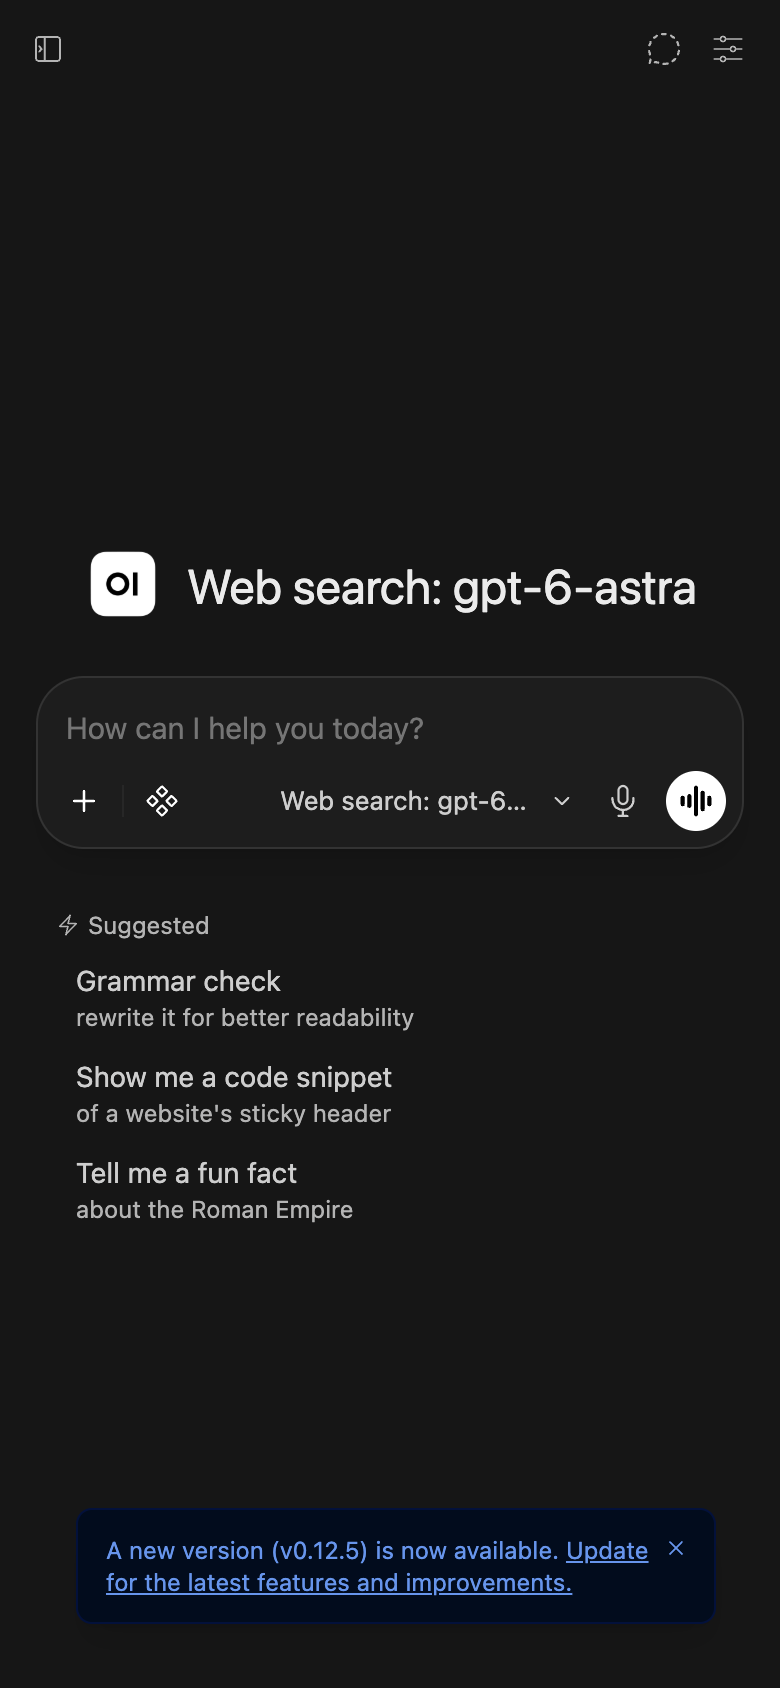 OI
Web search: gpt-6-astra
How can I help you today?
Web search: gpt-6...
Suggested
Grammar check
rewrite it for better readability
Show me a code snippet
of a website's sticky header
Tell me a fun fact
about the Roman Empire
A new version (v0.12.5) is now available. Update
for the latest features and improvements.